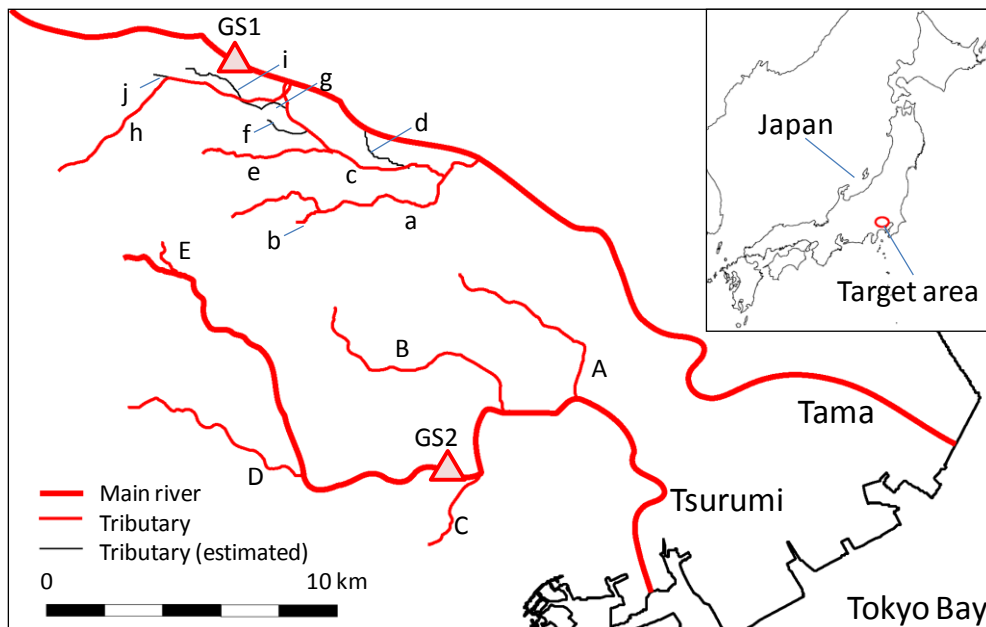 GS1
i
j
g
h
f
d
e
c
a
b
Japan
Target area
E
B
A
Tama
GS2
D
C
Tsurumi
Main river
Tributary
Tributary (estimated)
0
10 km
Tokyo Bay